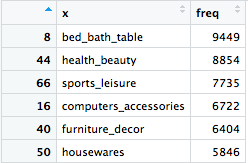 x freq
8 bed_bath_table 9449
44 health_beauty 8854
66 sports_leisure 7735
16 computers_accessories 6722
40 furniture_decor 6404
50 housewares 5846